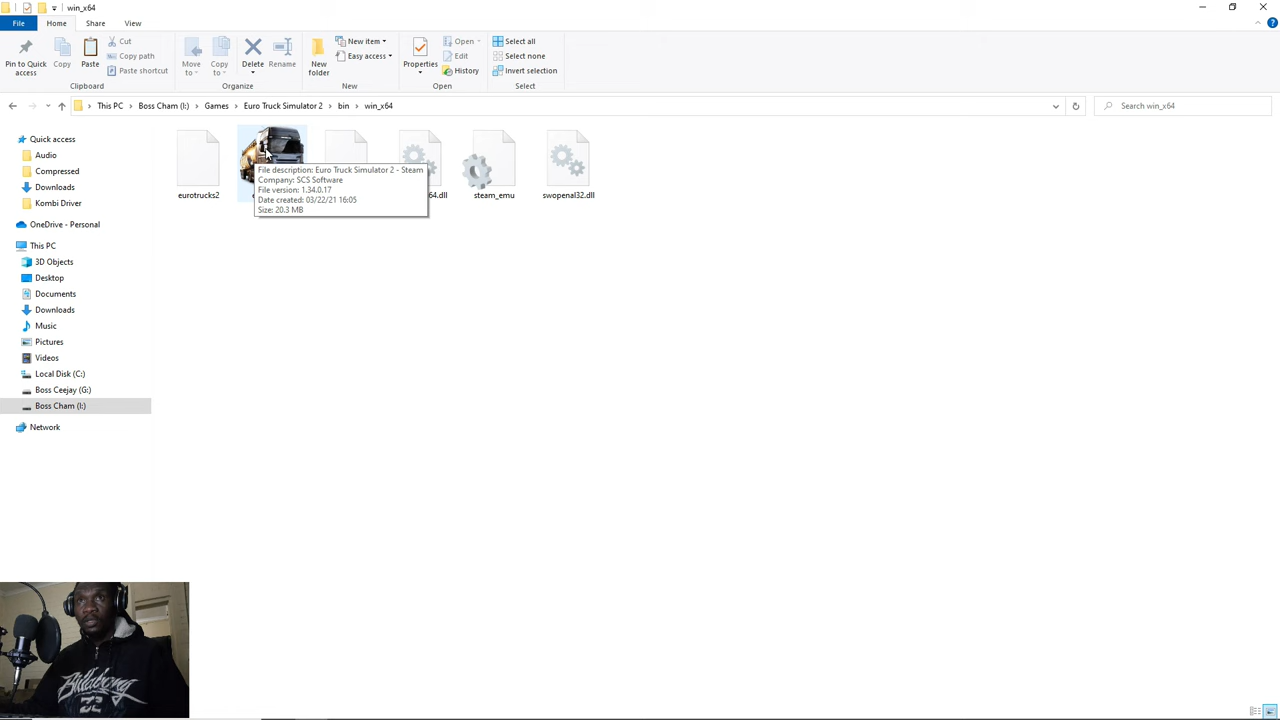 win_x64
File
Home
Share
View
Pin to Quick access
Copy
Paste
Cut
Copy path
Paste shortcut
Clipboard
Move to
Copy to
Delete
Rename
Organize
New folder
New item
Easy access
New
Properties
Open
Edit
History
Open
Select all
Select none
Invert selection
Select
This PC
Boss Cham (I:)
Games
Euro Truck Simulator 2
bin
win_x64
Search win_x64
Quick access
Audio
Compressed
Downloads
Kombi Driver
OneDrive - Personal
This PC
3D Objects
Desktop
Documents
Downloads
Music
Pictures
Videos
Local Disk (C:)
Boss Ceejay (G:)
Boss Cham (I:)
Network
eurotrucks2
64.dll
steam_emu
swopenal32.dll
File description: Euro Truck Simulator 2 - Steam
Company: SCS Software
File version: 1.34.0.17
Date created: 03/22/21 16:05
Size: 20.3 MB
Billabong